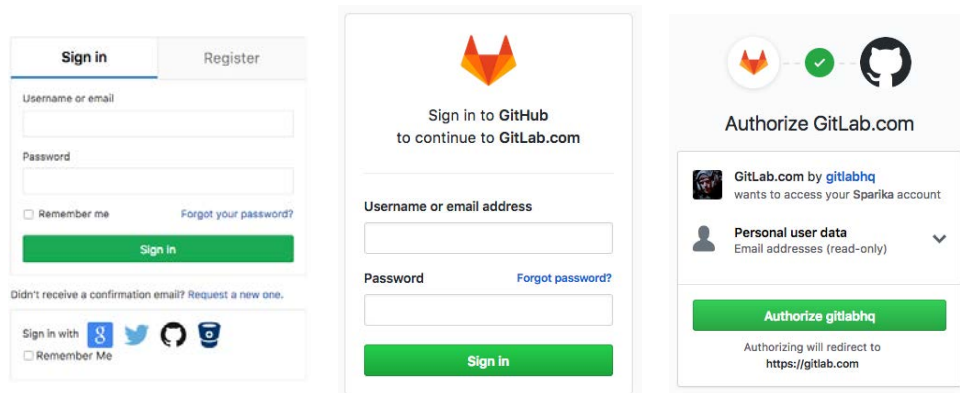 Sign in
Register
Username or email
Password
Remember me
Forgot your password?
Sign in
Didn't receive a confirmation email? Request a new one.
Sign in with
Remember Me
Sign in to GitHub
to continue to GitLab.com
Username or email address
Password
Forgot password?
Sign in
Authorize GitLab.com
GitLab.com by gitlabhq
wants to access your Sparika account
Personal user data
Email addresses (read-only)
Authorize gitlabhq
Authorizing will redirect to
https://gitlab.com